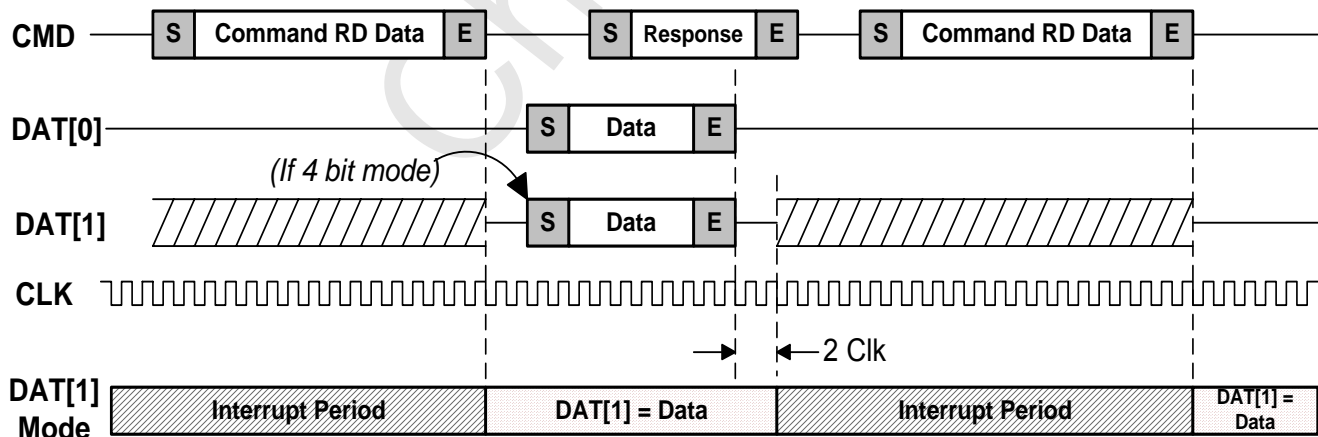 CMD S Command RD Data E S Response E S Command RD Data E
DAT[0] S Data E
(If 4 bit mode)
DAT[1] S Data E
CLK
2 Clk
DAT[1]
Mode
Interrupt Period DAT[1] = Data Interrupt Period
DAT[1] =
Data